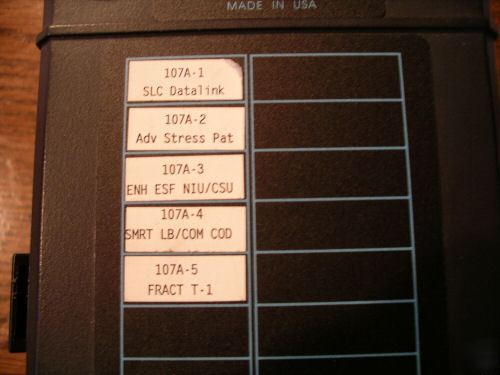 MADE IN USA
107A-1
SLC Datalink
107A-2
Adv Stress Pat
107A-3
ENH ESF NIU/CSU
107A-4
SMRT LB/COM COD
107A-5
FRACT T-1